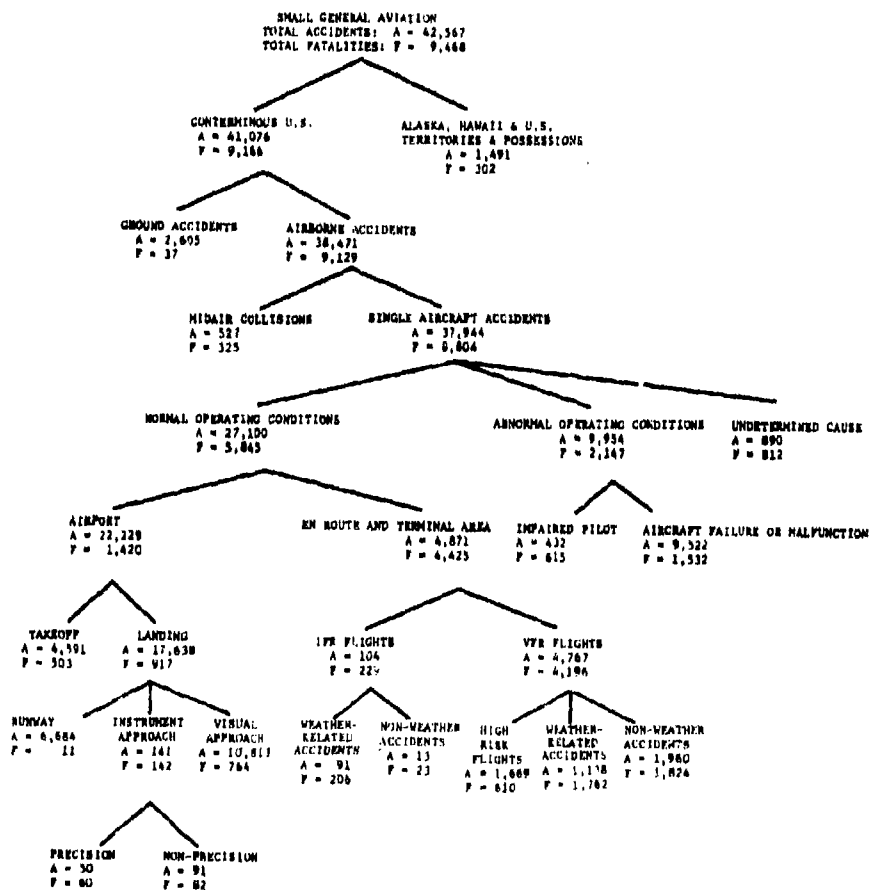 SMALL GENERAL AVIATION
TOTAL ACCIDENTS: A = 42,567
TOTAL FATALITIES: F = 9,468
CONTERMINOUS U.S.
A = 41,076
F = 9,166
ALASKA, HAWAII & U.S.
TERRITORIES & POSSESSIONS
A = 1,491
F = 302
GROUND ACCIDENTS
A = 2,605
F = 37
AIRBORNE ACCIDENTS
A = 38,471
F = 9,129
MIDAIR COLLISIONS
A = 527
F = 325
SINGLE AIRCRAFT ACCIDENTS
A = 37,944
F = 8,804
NORMAL OPERATING CONDITIONS
A = 27,100
F = 5,845
ABNORMAL OPERATING CONDITIONS
A = 9,954
F = 2,147
UNDETERMINED CAUSE
A = 890
F = 812
AIRPORT
A = 22,229
F = 1,420
EN ROUTE AND TERMINAL AREA
A = 4,871
F = 4,425
IMPAIRED PILOT
A = 432
F = 615
AIRCRAFT FAILURE OR MALFUNCTION
A = 9,522
F = 1,532
TAKEOFF
A = 4,591
F = 503
LANDING
A = 17,638
F = 917
IFR FLIGHTS
A = 104
F = 229
VFR FLIGHTS
A = 4,767
F = 4,196
RUNWAY
A = 6,684
F = 11
INSTRUMENT
APPROACH
A = 141
F = 142
VISUAL
APPROACH
A = 10,813
F = 764
WEATHER-
RELATED
ACCIDENTS
A = 91
F = 206
NON-WEATHER
ACCIDENTS
A = 13
F = 23
HIGH
RISK
FLIGHTS
A = 1,669
F = 610
WEATHER-
RELATED
ACCIDENTS
A = 1,138
F = 1,762
NON-WEATHER
ACCIDENTS
A = 1,960
F = 1,824
PRECISION
A = 50
F = 60
NON-PRECISION
A = 91
F = 82